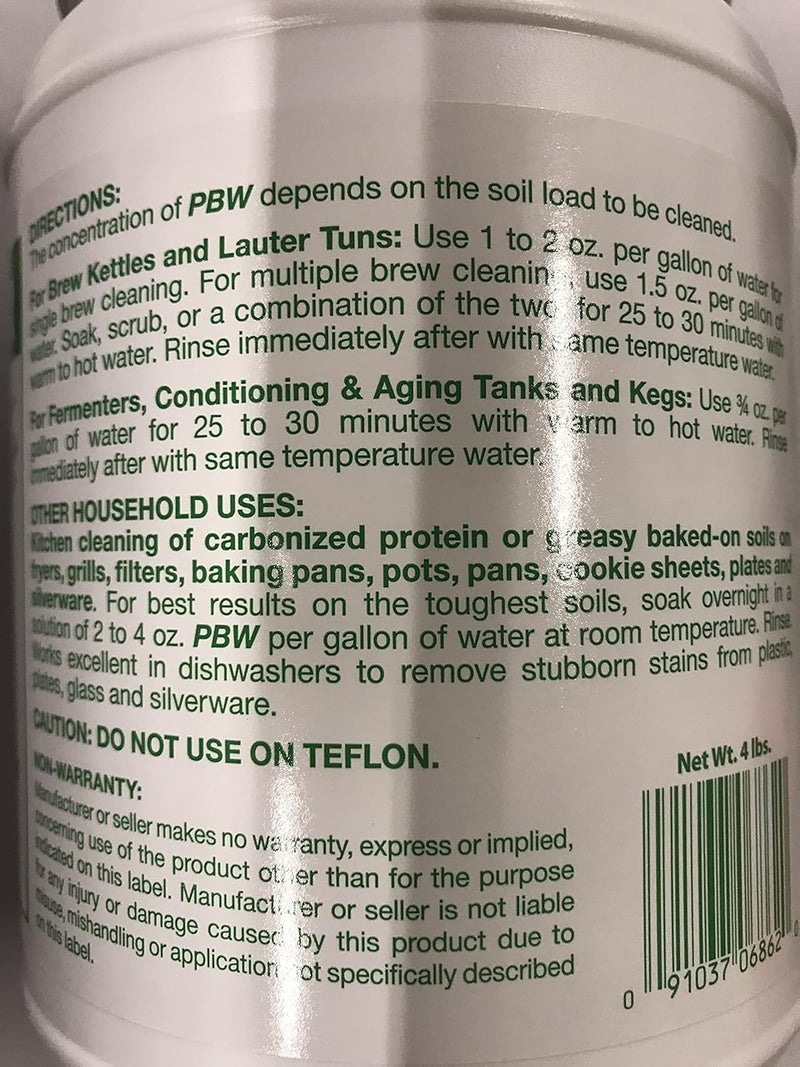 DIRECTIONS:
The concentration of PBW depends on the soil load to be cleaned.
For Brew Kettles and Lauter Tuns: Use 1 to 2 oz. per gallon of water for
single brew cleaning. For multiple brew cleanin , use 1.5 oz. per gallon of
water. Soak, scrub, or a combination of the two for 25 to 30 minutes with
warm to hot water. Rinse immediately after with same temperature water.
For Fermenters, Conditioning & Aging Tanks and Kegs: Use ¾ oz. per
gallon of water for 25 to 30 minutes with warm to hot water. Rinse
immediately after with same temperature water.
OTHER HOUSEHOLD USES:
Kitchen cleaning of carbonized protein or greasy baked-on soils on
fryers, grills, filters, baking pans, pots, pans, cookie sheets, plates and
silverware. For best results on the toughest soils, soak overnight in a
solution of 2 to 4 oz. PBW per gallon of water at room temperature. Rinse.
Works excellent in dishwashers to remove stubborn stains from plastic,
plates, glass and silverware.
CAUTION: DO NOT USE ON TEFLON.
NON-WARRANTY:
Manufacturer or seller makes no warranty, express or implied,
concerning use of the product other than for the purpose
indicated on this label. Manufacturer or seller is not liable
for any injury or damage caused by this product due to
misuse, mishandling or application not specifically described
on this label.
Net Wt. 4 lbs.
0 91037 06862 0